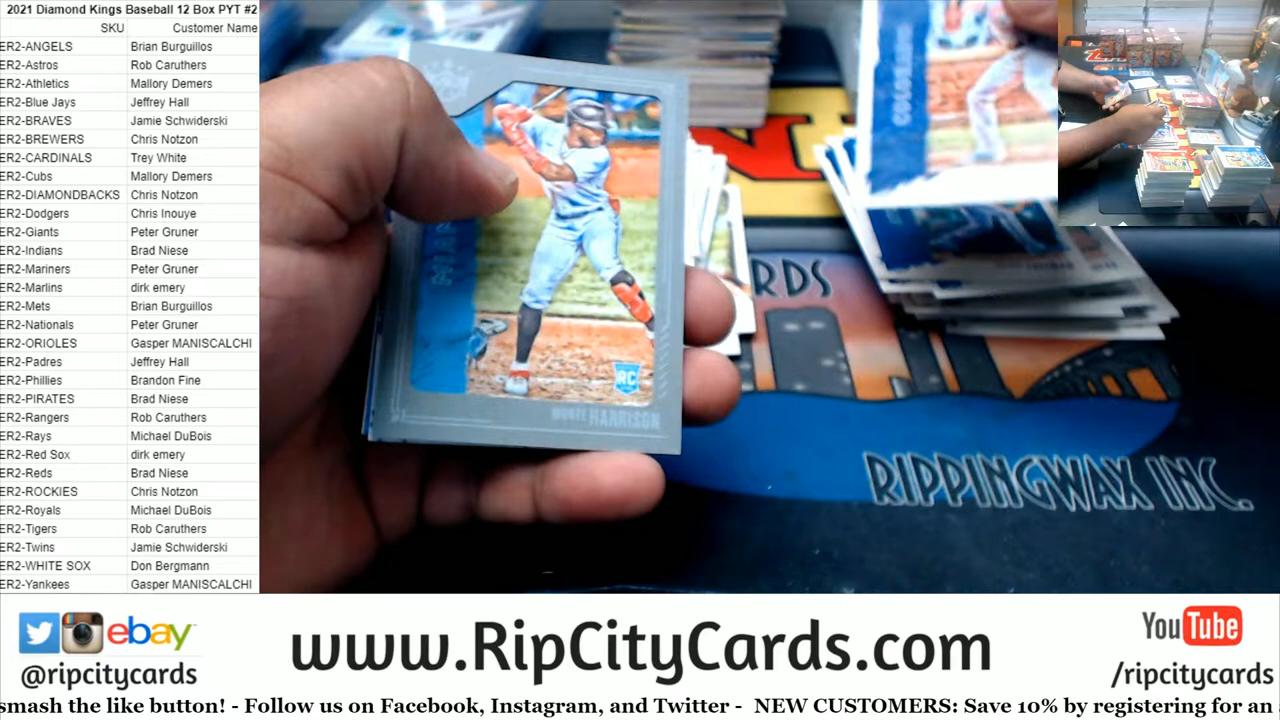 2021 Diamond Kings Baseball 12 Box PYT #2
SKU Customer Name
ER2-ANGELS Brian Burguillos
ER2-Astros Rob Caruthers
ER2-Athletics Mallory Demers
ER2-Blue Jays Jeffrey Hall
ER2-BRAVES Jamie Schwiderski
ER2-BREWERS Chris Notzon
ER2-CARDINALS Trey White
ER2-Cubs Mallory Demers
ER2-DIAMONDBACKS Chris Notzon
ER2-Dodgers Chris Inouye
ER2-Giants Peter Gruner
ER2-Indians Brad Niese
ER2-Mariners Peter Gruner
ER2-Marlins dirk emery
ER2-Mets Brian Burguillos
ER2-Nationals Peter Gruner
ER2-ORIOLES Gasper MANISCALCHI
ER2-Padres Jeffrey Hall
ER2-Phillies Brandon Fine
ER2-PIRATES Brad Niese
ER2-Rangers Rob Caruthers
ER2-Rays Michael DuBois
ER2-Red Sox dirk emery
ER2-Reds Brad Niese
ER2-ROCKIES Chris Notzon
ER2-Royals Michael DuBois
ER2-Tigers Rob Caruthers
ER2-Twins Jamie Schwiderski
ER2-WHITE SOX Don Bergmann
ER2-Yankees Gasper MANISCALCHI
COLORADO
RC
HARRISON
RDS
RIPPINGWAX INC.
ebay
@ripcitycards
www.RipCityCards.com
YouTube
/ripcitycards
smash the like button! - Follow us on Facebook, Instagram, and Twitter - NEW CUSTOMERS: Save 10% by registering for an